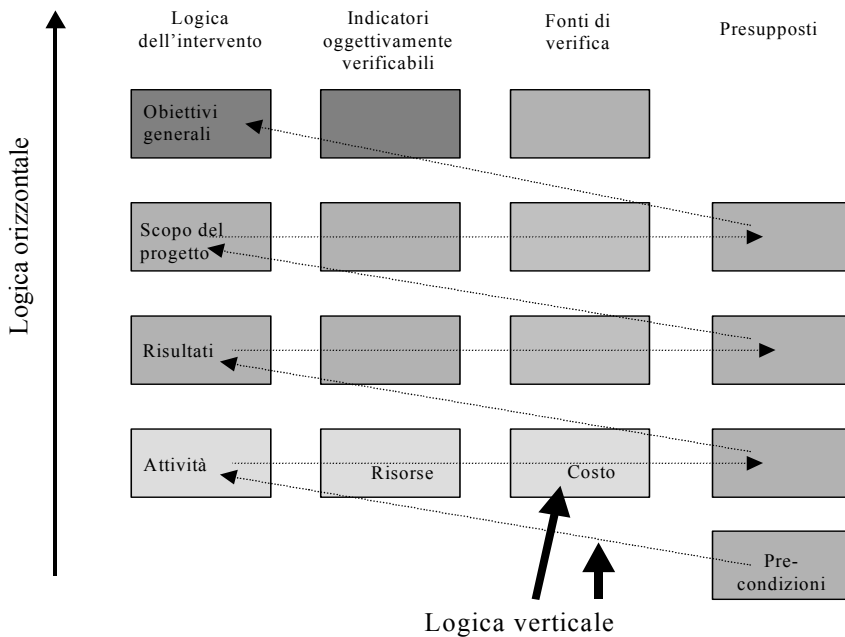 Logica
dell'intervento
Indicatori
oggettivamente
verificabili
Fonti di
verifica
Presupposti
Logica orizzontale
Obiettivi
generali
Scopo del
progetto
Risultati
Attività
Risorse
Costo
Pre-
condizioni
Logica verticale